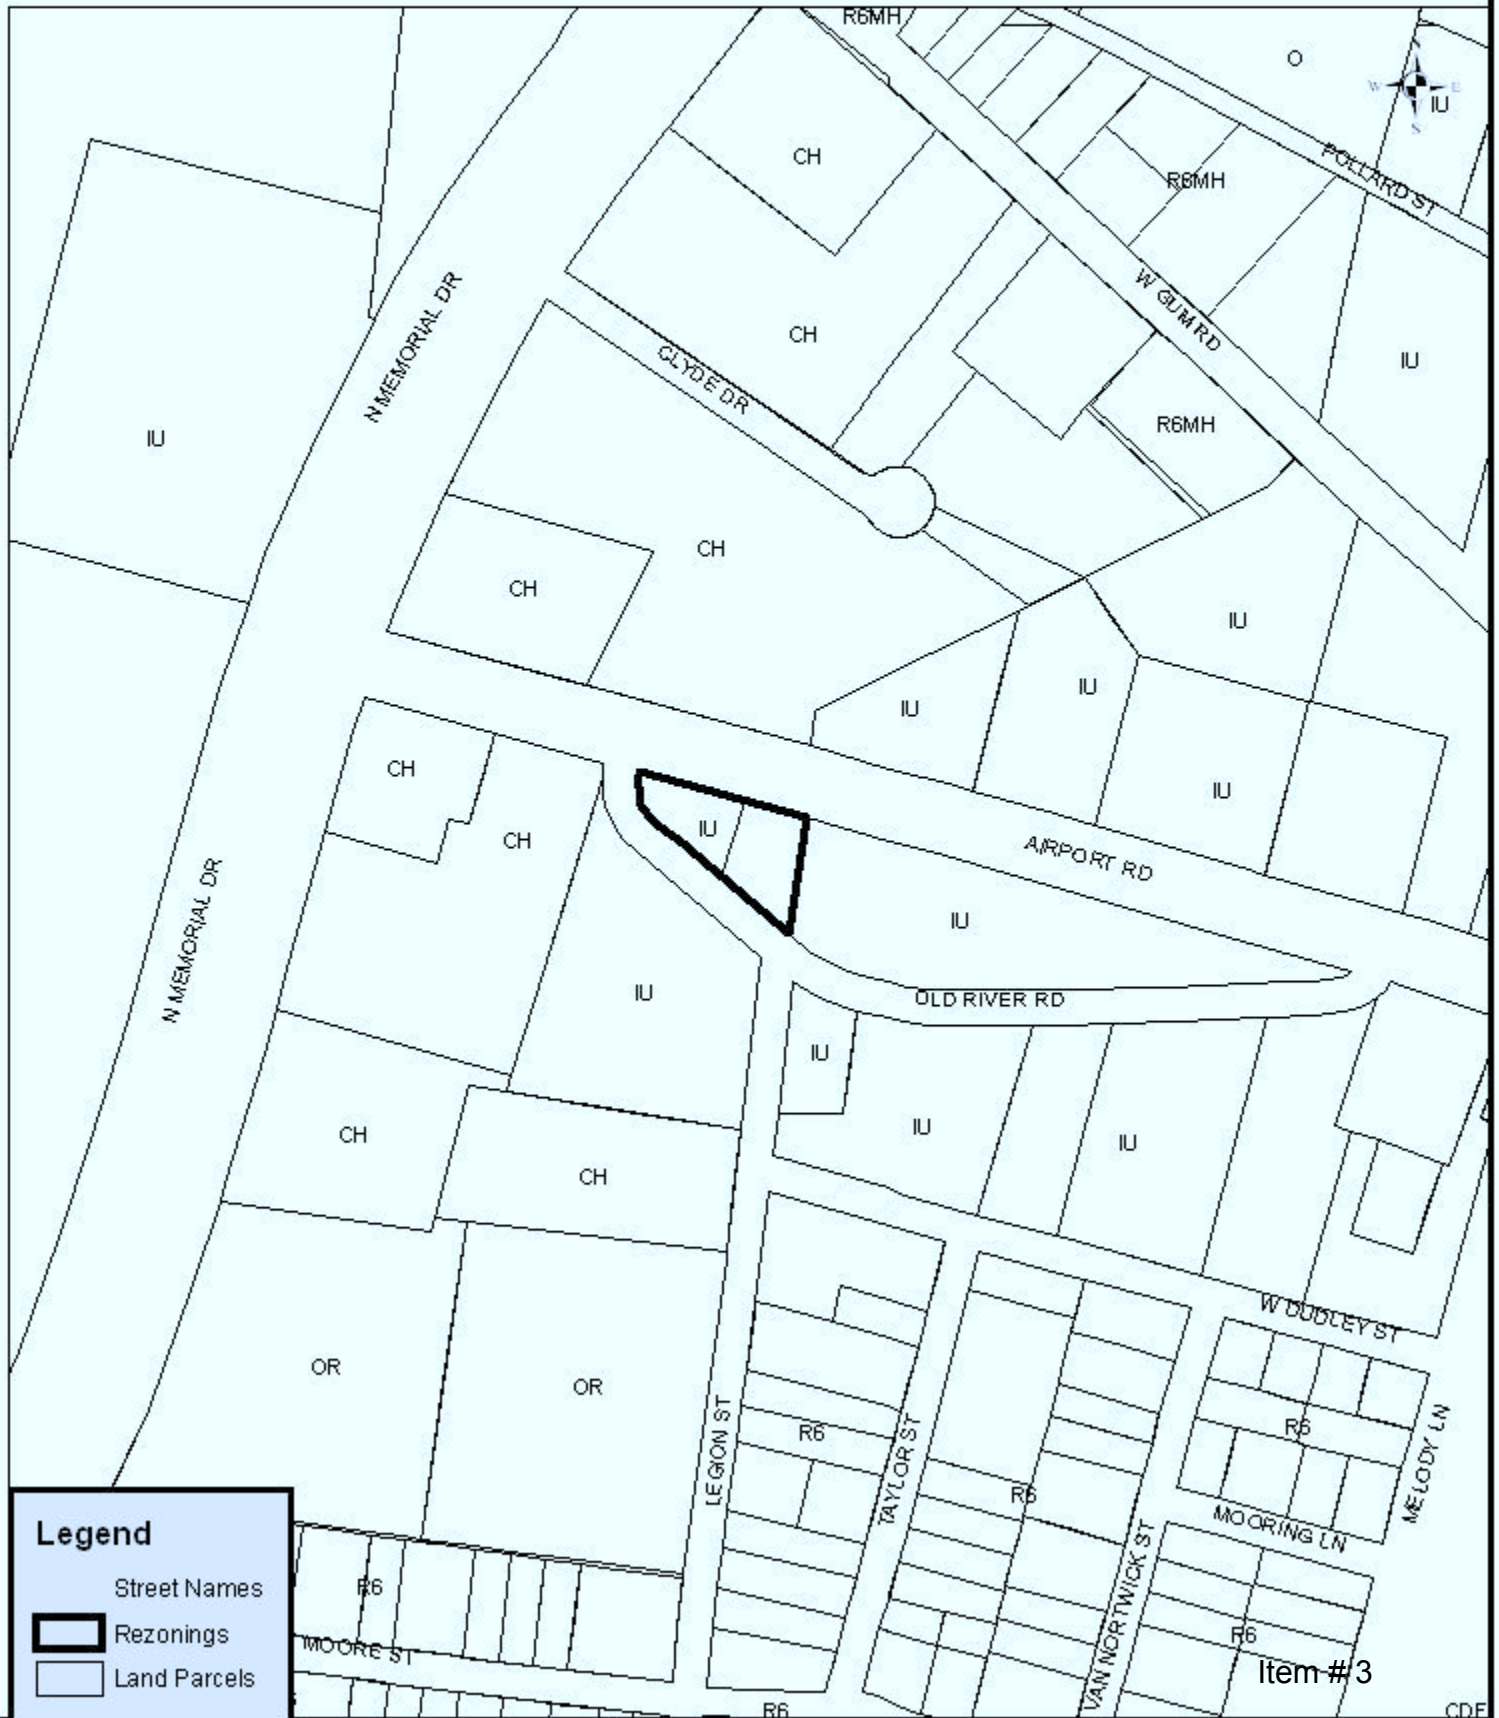 R6MH
O
N
W E
IU
S
POLLARD ST
CH
R6MH
N MEMORIAL DR
W GUM RD
CH
CLYDE DR
IU
R6MH
IU
CH
CH
IU
IU
IU
CH
IU
IU
CH
AIRPORT RD
N MEMORIAL DR
IU
IU
OLD RIVER RD
IU
CH
IU
IU
CH
W DUDLEY ST
OR
OR
LEGION ST
R6
TAYLOR ST
R6
MELODY LN
R6
MOORING LN
VAN NORTWICK ST
Legend
Street Names
Rezonings
Land Parcels
R6
MOORE ST
R6
Item # 3
R6
CDF